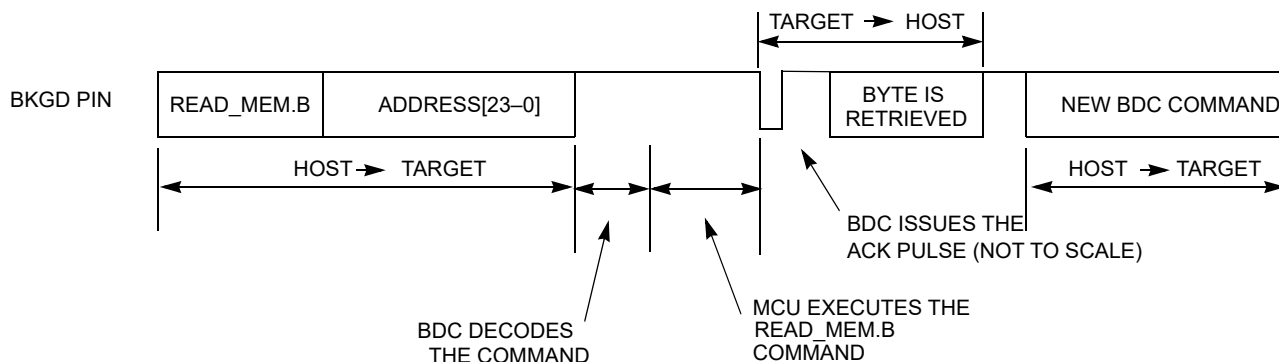 TARGET → HOST
BKGD PIN
READ_MEM.B
ADDRESS[23–0]
BYTE IS
RETRIEVED
NEW BDC COMMAND
HOST → TARGET
HOST → TARGET
BDC ISSUES THE
ACK PULSE (NOT TO SCALE)
BDC DECODES
THE COMMAND
MCU EXECUTES THE
READ_MEM.B
COMMAND